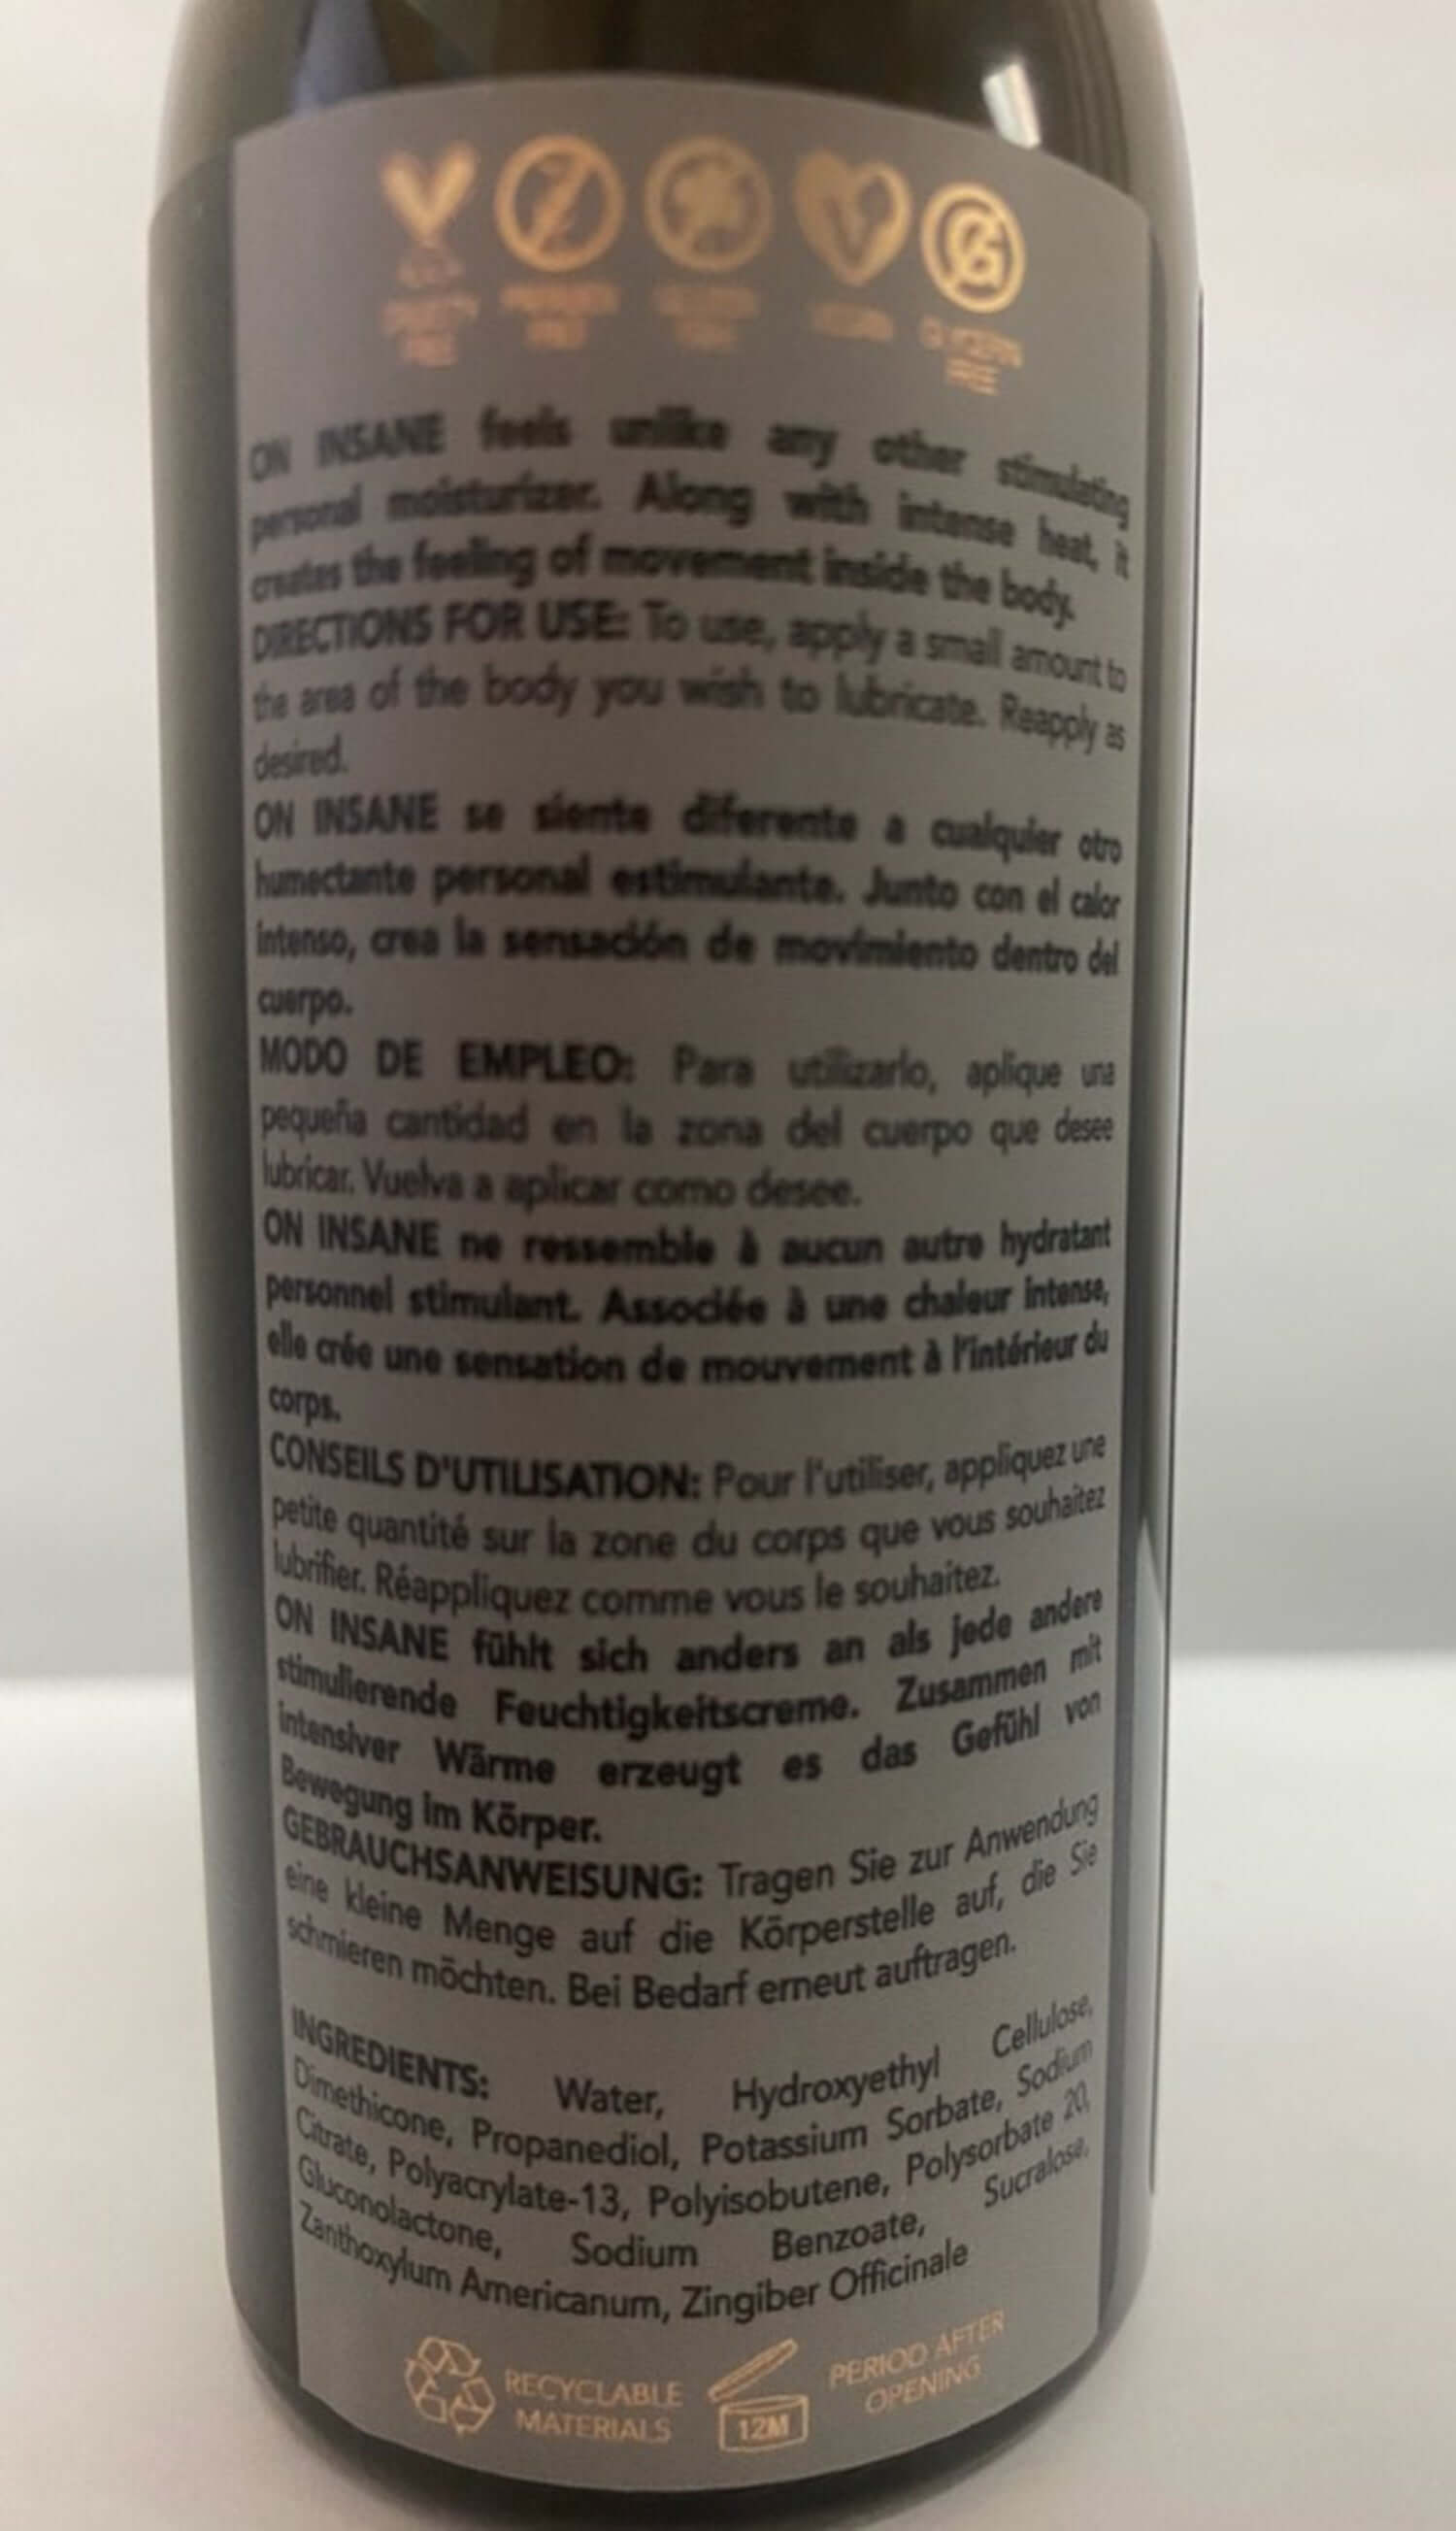 CRUELTY
FREE
PARABEN
FREE
GLUTEN
FREE
VEGAN
GLYCERIN
FREE
ON INSANE feels unlike any other stimulating
personal moisturizer. Along with intense heat, it
creates the feeling of movement inside the body.
DIRECTIONS FOR USE: To use, apply a small amount to
the area of the body you wish to lubricate. Reapply as
desired.
ON INSANE se siente diferente a cualquier otro
humectante personal estimulante. Junto con el calor
intenso, crea la sensación de movimiento dentro del
cuerpo.
MODO DE EMPLEO: Para utilizarlo, aplique una
pequeña cantidad en la zona del cuerpo que desee
lubricar. Vuelva a aplicar como desee.
ON INSANE ne ressemble à aucun autre hydratant
personnel stimulant. Associée à une chaleur intense,
elle crée une sensation de mouvement à l'intérieur du
corps.
CONSEILS D'UTILISATION: Pour l'utiliser, appliquez une
petite quantité sur la zone du corps que vous souhaitez
lubrifier. Réappliquez comme vous le souhaitez.
ON INSANE fühlt sich anders an als jede andere
stimulierende Feuchtigkeitscreme. Zusammen mit
intensiver Wärme erzeugt es das Gefühl von
Bewegung im Körper.
GEBRAUCHSANWEISUNG: Tragen Sie zur Anwendung
eine kleine Menge auf die Körperstelle auf, die Sie
schmieren möchten. Bei Bedarf erneut auftragen.
INGREDIENTS: Water, Hydroxyethyl Cellulose,
Dimethicone, Propanediol, Potassium Sorbate, Sodium
Citrate, Polyacrylate-13, Polyisobutene, Polysorbate 20,
Gluconolactone, Sodium Benzoate, Sucralose,
Zanthoxylum Americanum, Zingiber Officinale
RECYCLABLE
MATERIALS
12M
PERIOD AFTER
OPENING